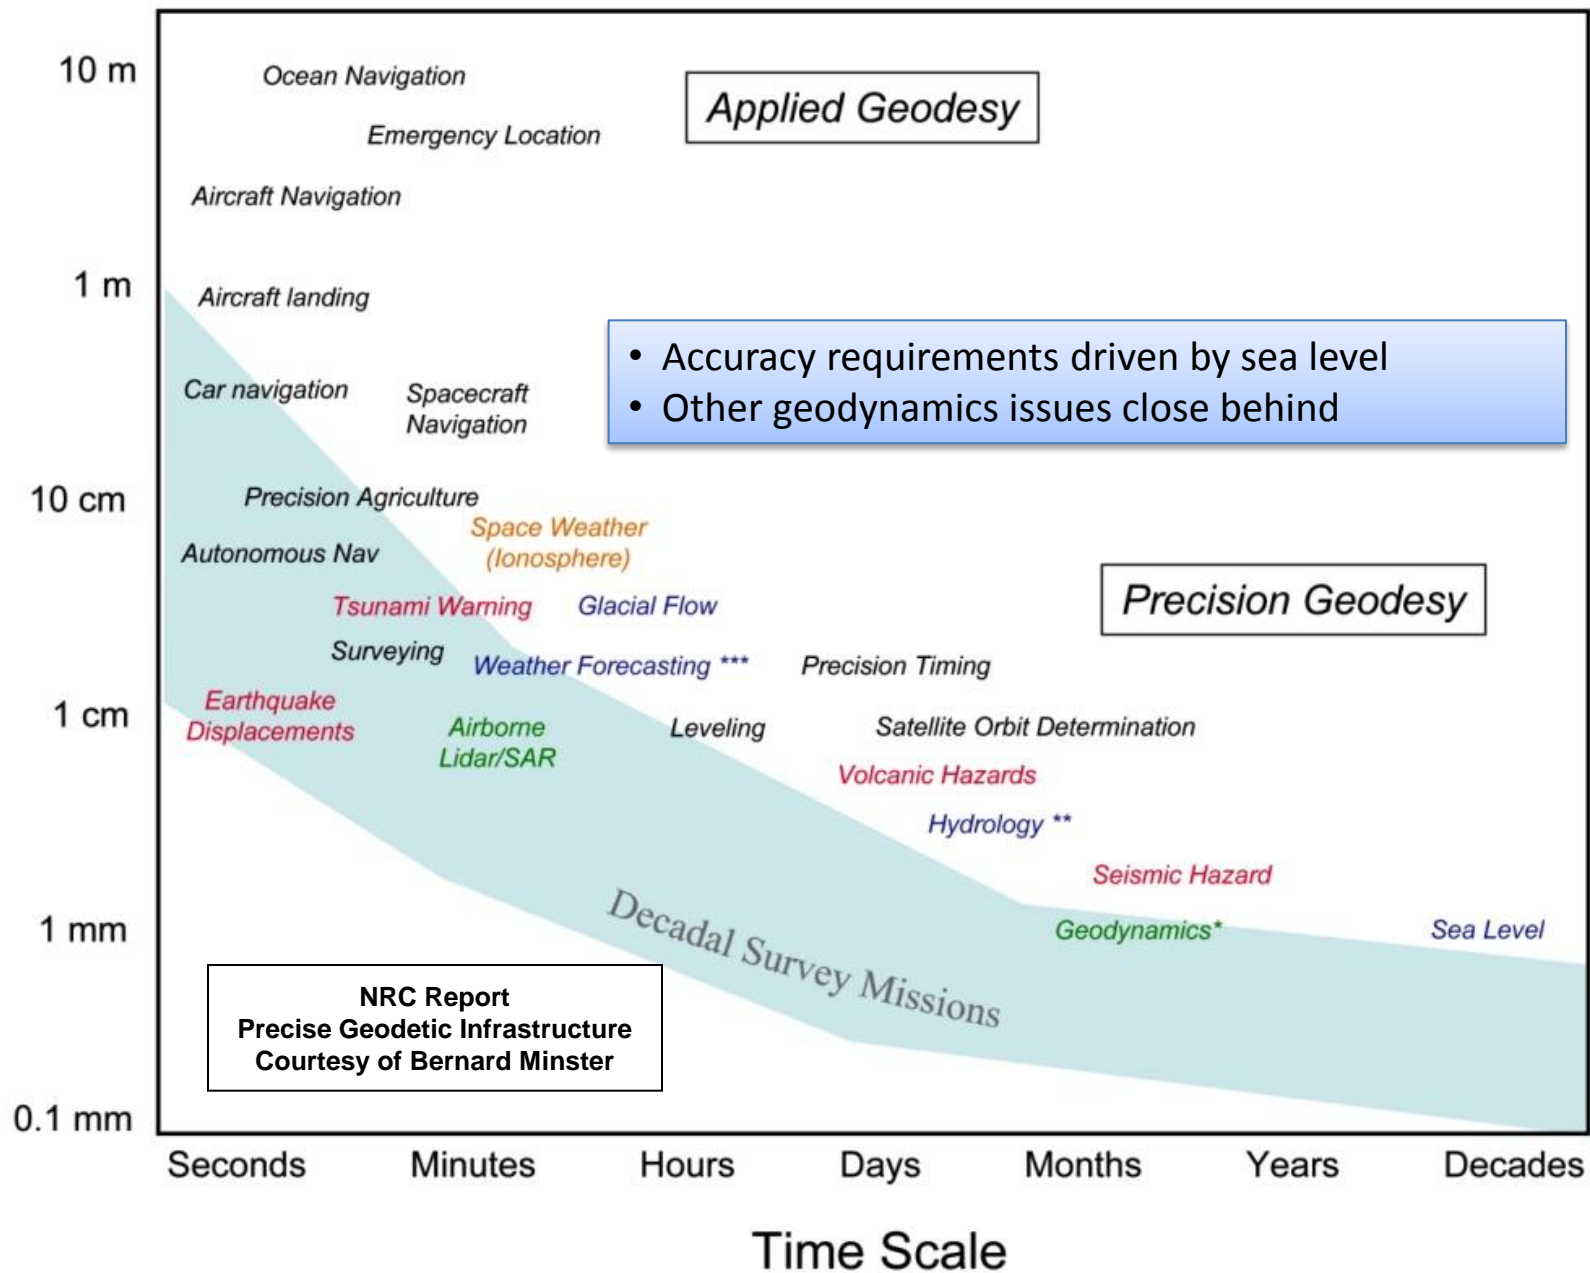 10 m
Ocean Navigation
Applied Geodesy
Emergency Location
Aircraft Navigation
1 m
Aircraft landing
• Accuracy requirements driven by sea level
• Other geodynamics issues close behind
Car navigation
Spacecraft
Navigation
10 cm
Precision Agriculture
Space Weather
(Ionosphere)
Autonomous Nav
Precision Geodesy
Tsunami Warning
Glacial Flow
Surveying
Weather Forecasting ***
Precision Timing
1 cm
Earthquake
Displacements
Airborne
Lidar/SAR
Leveling
Satellite Orbit Determination
Volcanic Hazards
Hydrology **
Seismic Hazard
1 mm
Decadal Survey Missions
Geodynamics*
Sea Level
NRC Report
Precise Geodetic Infrastructure
Courtesy of Bernard Minster
0.1 mm
Seconds Minutes Hours Days Months Years Decades
Time Scale